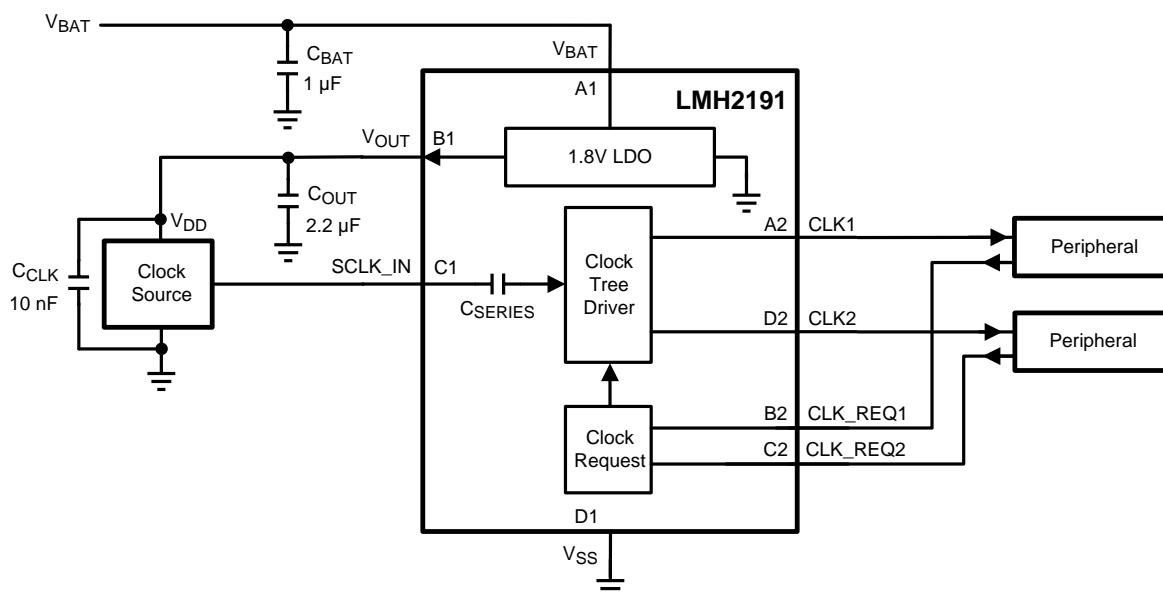 VBAT
CBAT
1 µF
VBAT
A1
LMH2191
VOUT
B1
1.8V LDO
COUT
2.2 µF
VDD
CCLK
10 nF
Clock
Source
SCLK_IN
C1
CSERIES
Clock
Tree
Driver
A2
CLK1
Peripheral
D2
CLK2
Peripheral
Clock
Request
B2
CLK_REQ1
C2
CLK_REQ2
D1
VSS